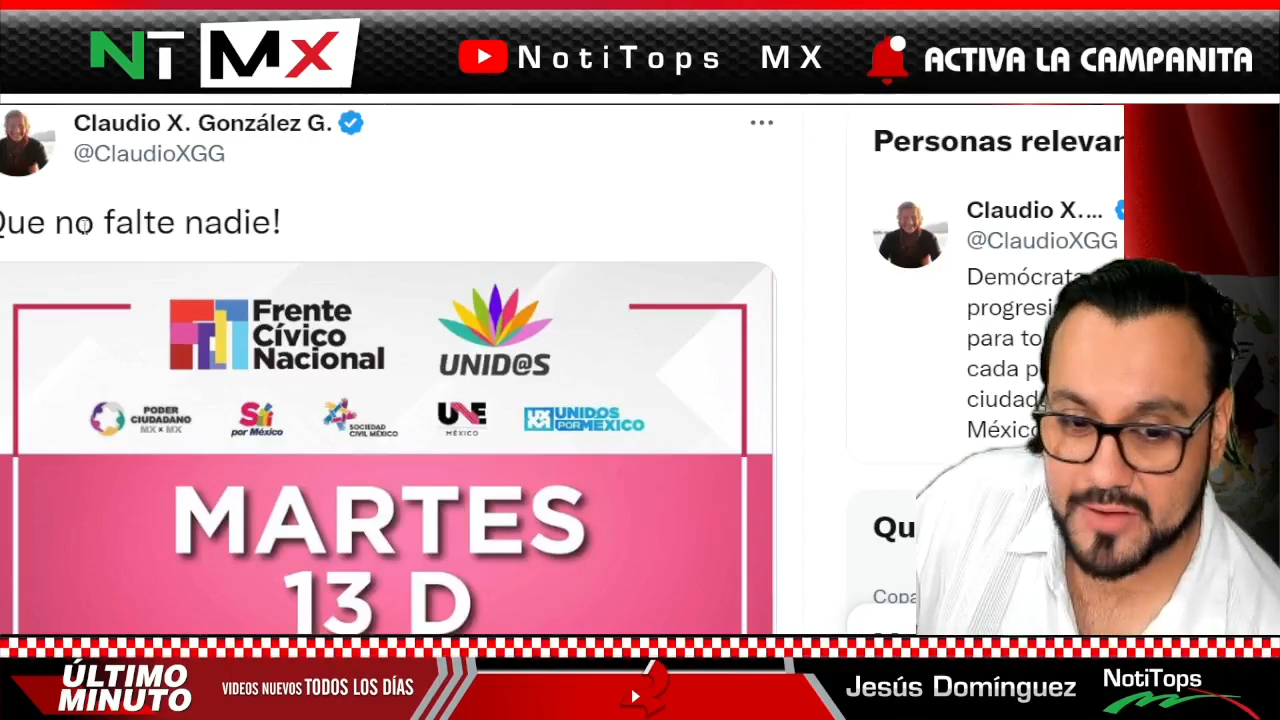 NT MX
NotiTops MX
ACTIVA LA CAMPANITA
Claudio X. González G.
@ClaudioXGG
Que no falte nadie!
Frente
Cívico
Nacional
UNID@S
PODER
CIUDADANO
MX x MX
Sí
por México
SOCIEDAD
CIVIL MÉXICO
UNE
MÉXICO
UNIDOS
POR MÉXICO
MARTES
13 D
Personas relevan
Claudio X....
@ClaudioXGG
Demócrata
progresi
para to
cada p
ciudad
México
Qu
Copa
ÚLTIMO
MINUTO
VIDEOS NUEVOS TODOS LOS DÍAS
Jesús Domínguez
NotiTops